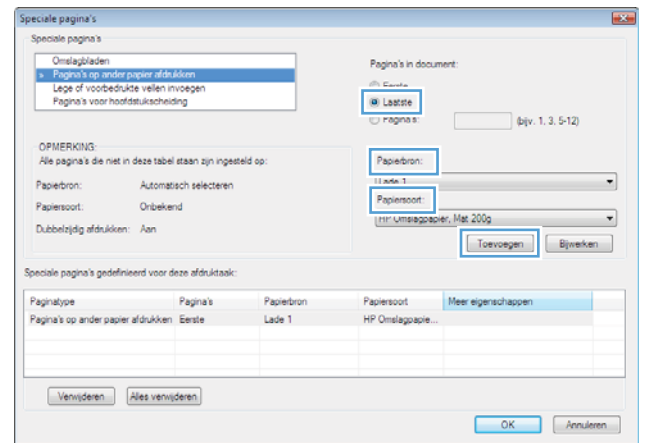 Speciale pagina's
Speciale pagina's
Omslagbladen
» Pagina's op ander papier afdrukken
Lege of voorbedrukte vellen invoegen
Pagina's voor hoofdstukscheiding
Pagina's in document:
Eerste
Laatste
Pagina's:
(bijv. 1, 3, 5-12)
OPMERKING:
Alle pagina's die niet in deze tabel staan zijn ingesteld op:
Papierbron: Automatisch selecteren
Papiersoort: Onbekend
Dubbelzijdig afdrukken: Aan
Papierbron:
Lade 1
Papiersoort:
HP Omslagpapier, Mat 200g
Toevoegen Bijwerken
Speciale pagina's gedefinieerd voor deze afdruktaak:
Paginatype Pagina's Papierbron Papiersoort Meer eigenschappen
Pagina's op ander papier afdrukken Eerste Lade 1 HP Omslagpapie...
Verwijderen Alles verwijderen
OK Annuleren